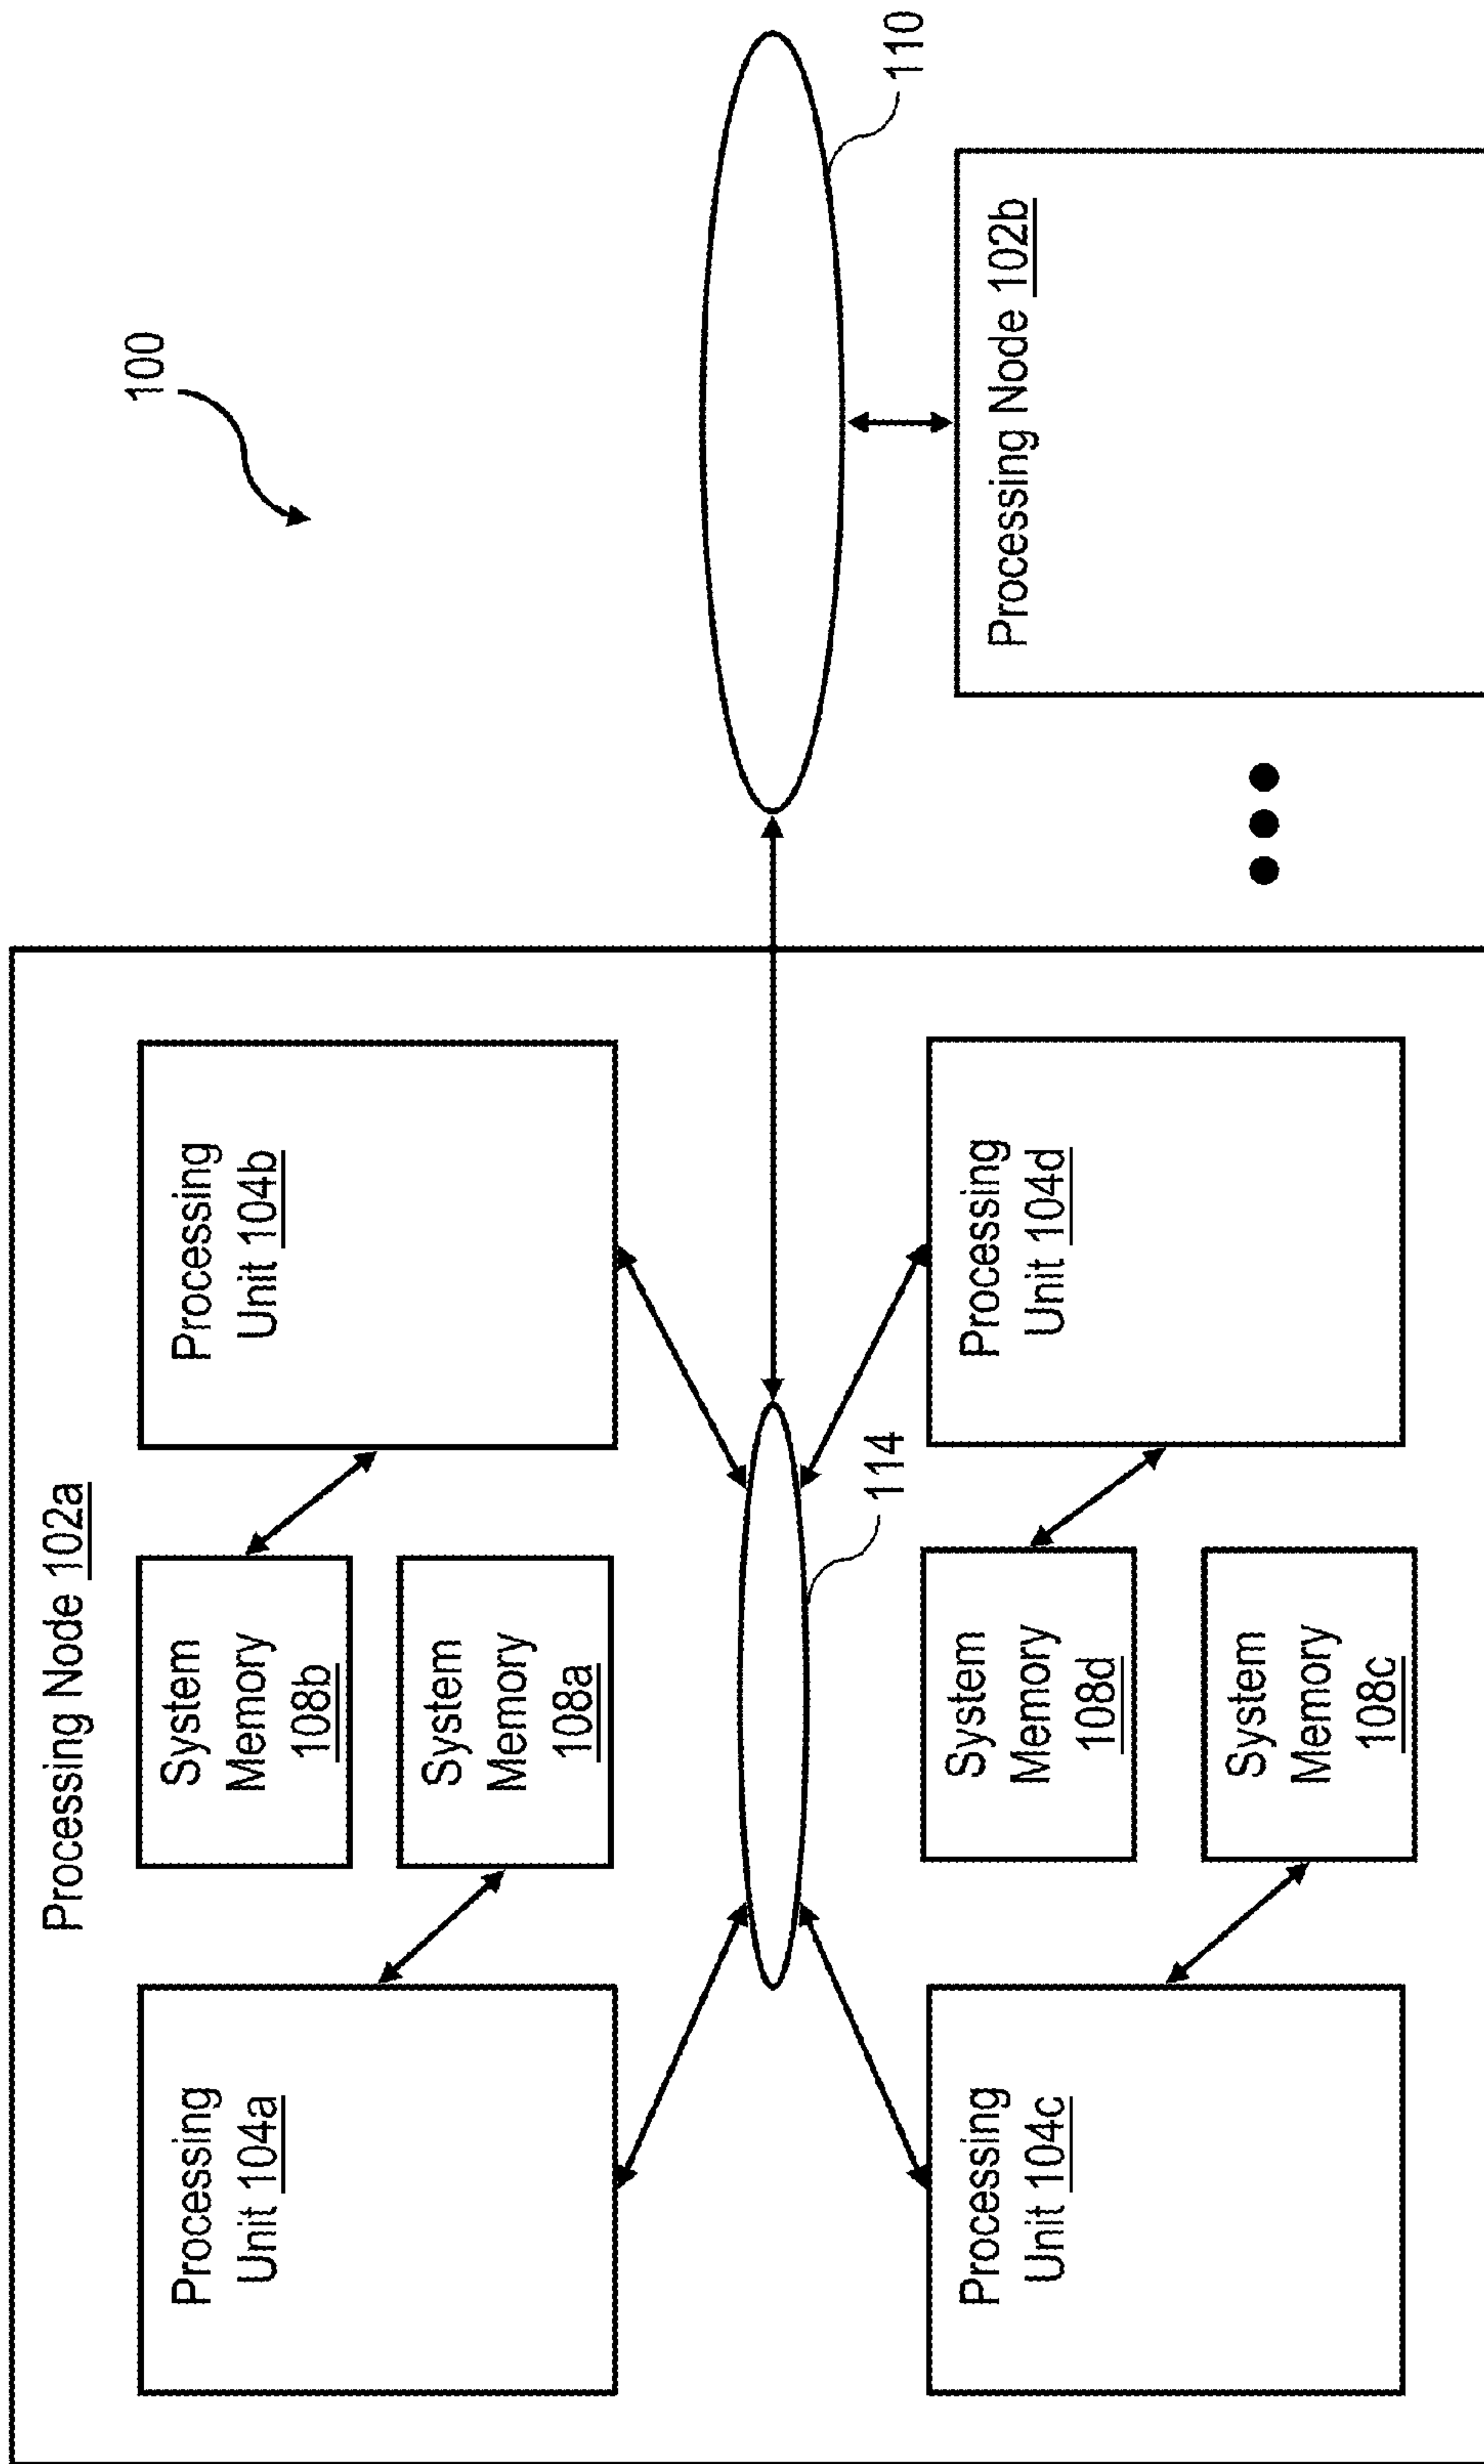 Processing Node 102a
Processing
Unit 104a
System
Memory
108b
System
Memory
108a
Processing
Unit 104b
100
114
110
Processing
Unit 104c
System
Memory
108d
System
Memory
108c
Processing
Unit 104d
Processing Node 102b